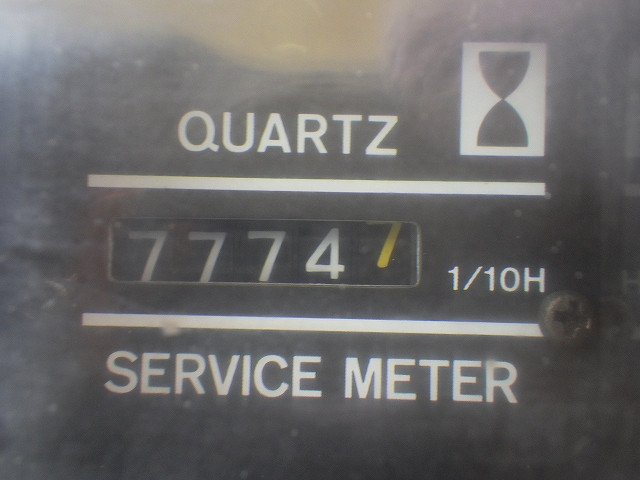 QUARTZ
77747 1/10H
SERVICE METER